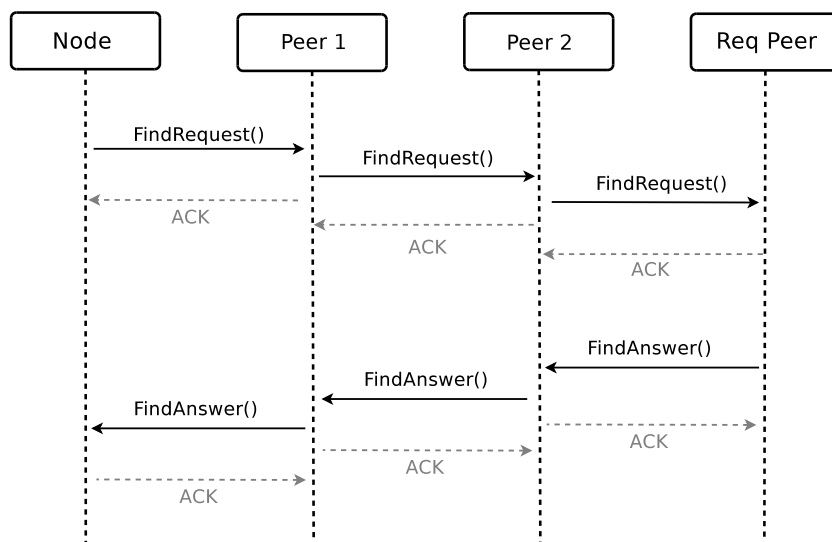 Node
Peer 1
Peer 2
Req Peer
FindRequest()
FindRequest()
FindRequest()
ACK
ACK
ACK
FindAnswer()
FindAnswer()
FindAnswer()
ACK
ACK
ACK